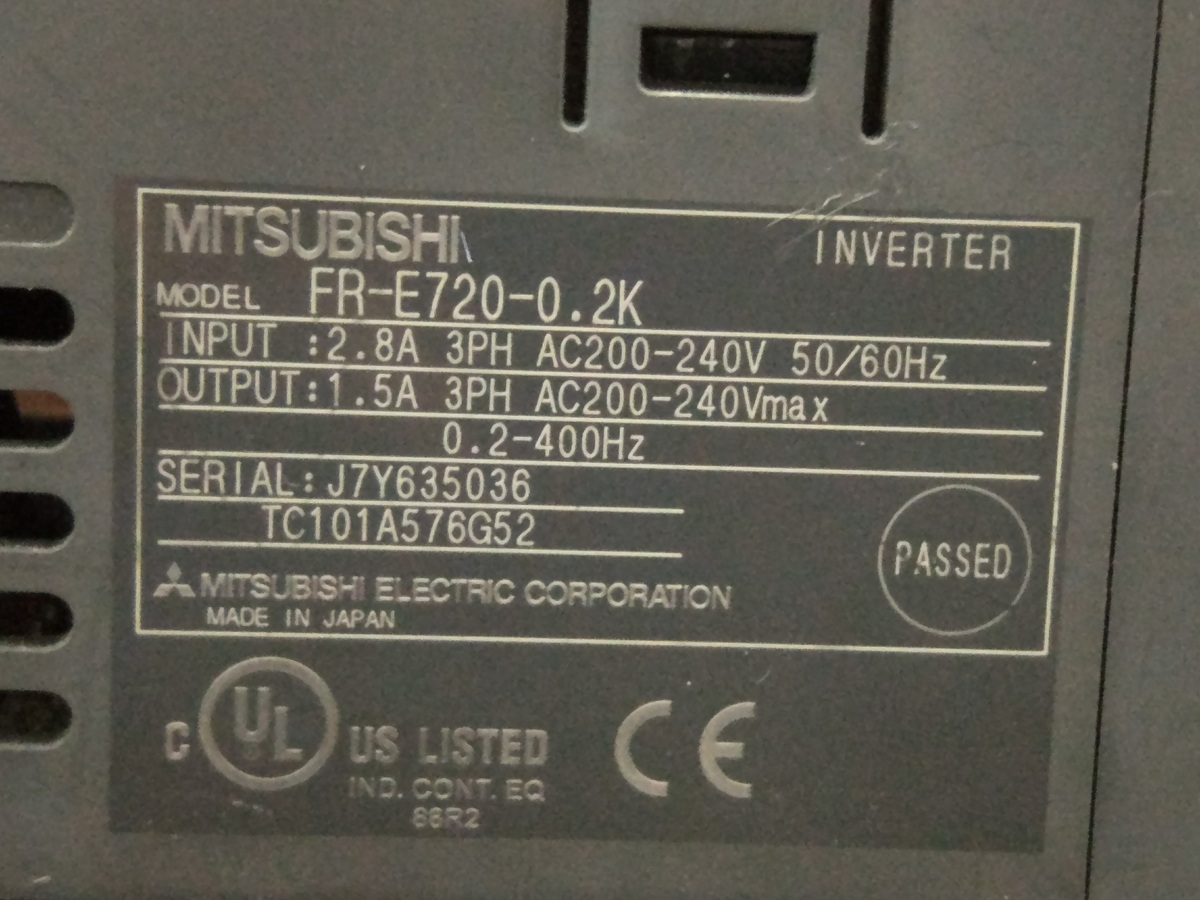 MITSUBISHI INVERTER
MODEL FR-E720-0.2K
INPUT :2.8A 3PH AC200-240V 50/60Hz
OUTPUT:1.5A 3PH AC200-240Vmax
0.2-400Hz
SERIAL:J7Y635036
TC101A576G52
PASSED
MITSUBISHI ELECTRIC CORPORATION
MADE IN JAPAN
C UL US LISTED CE
IND. CONT. EQ